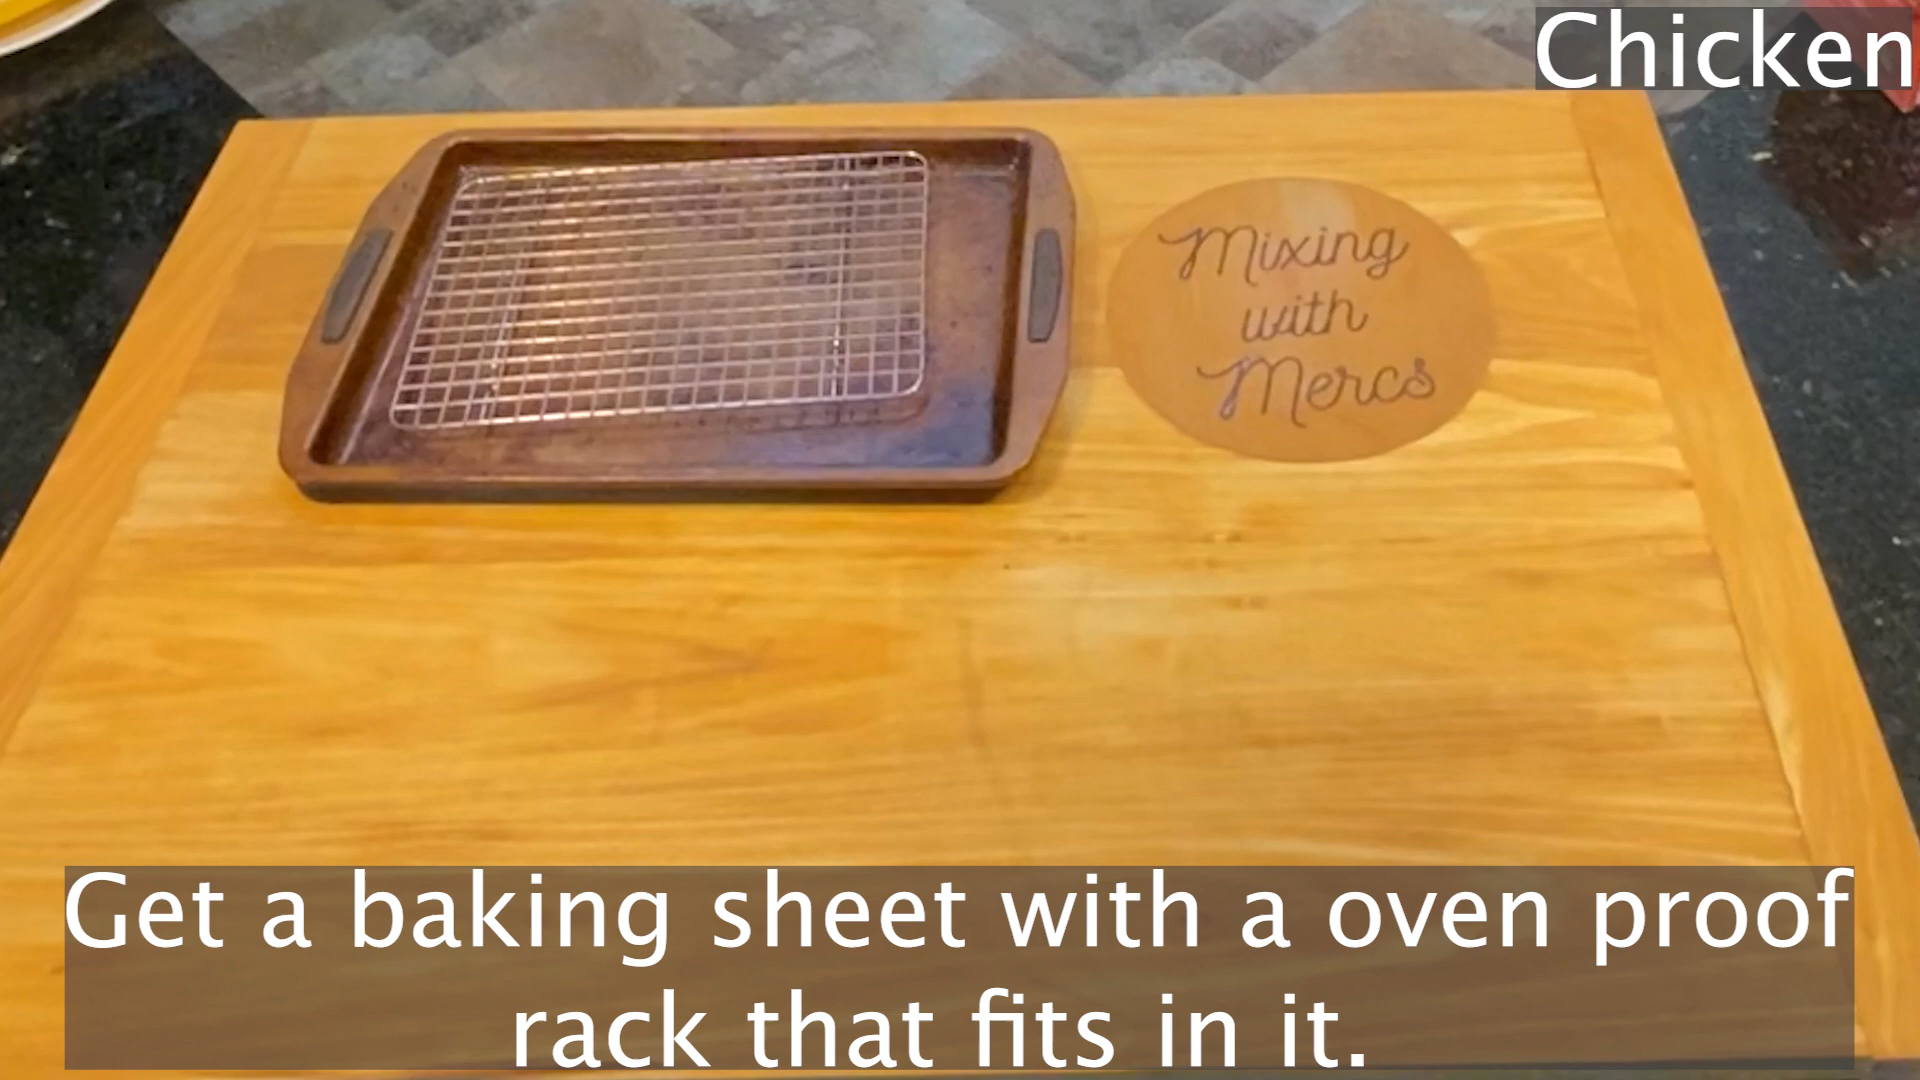 Chicken
Mixing
with
Mercs
Get a baking sheet with a oven proof
rack that fits in it.